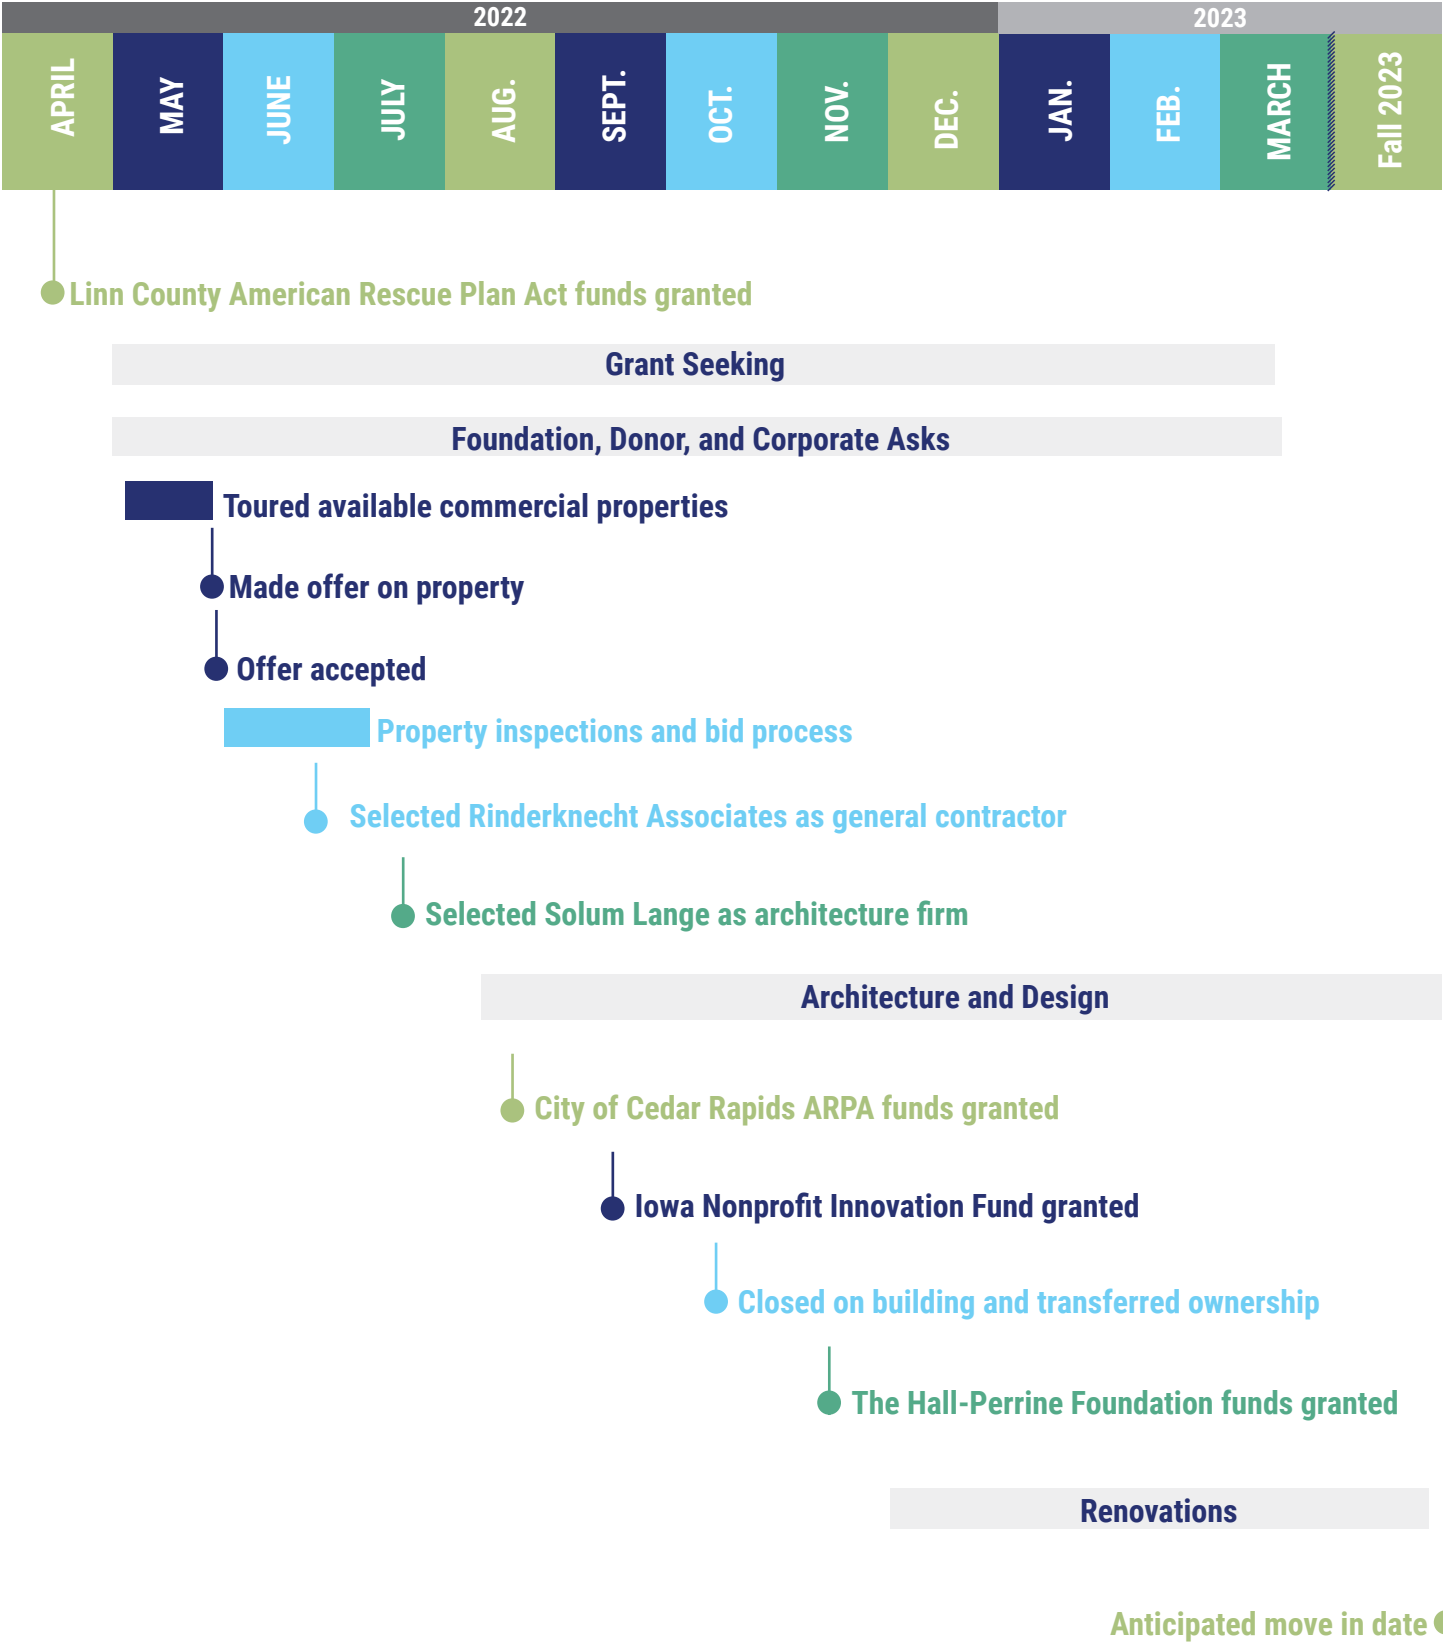 2022
2023
APRIL
MAY
JUNE
JULY
AUG.
SEPT.
OCT.
NOV.
DEC.
JAN.
FEB.
MARCH
Fall 2023
Linn County American Rescue Plan Act funds granted
Grant Seeking
Foundation, Donor, and Corporate Asks
Toured available commercial properties
Made offer on property
Offer accepted
Property inspections and bid process
Selected Rinderknecht Associates as general contractor
Selected Solum Lange as architecture firm
Architecture and Design
City of Cedar Rapids ARPA funds granted
Iowa Nonprofit Innovation Fund granted
Closed on building and transferred ownership
The Hall-Perrine Foundation funds granted
Renovations
Anticipated move in date